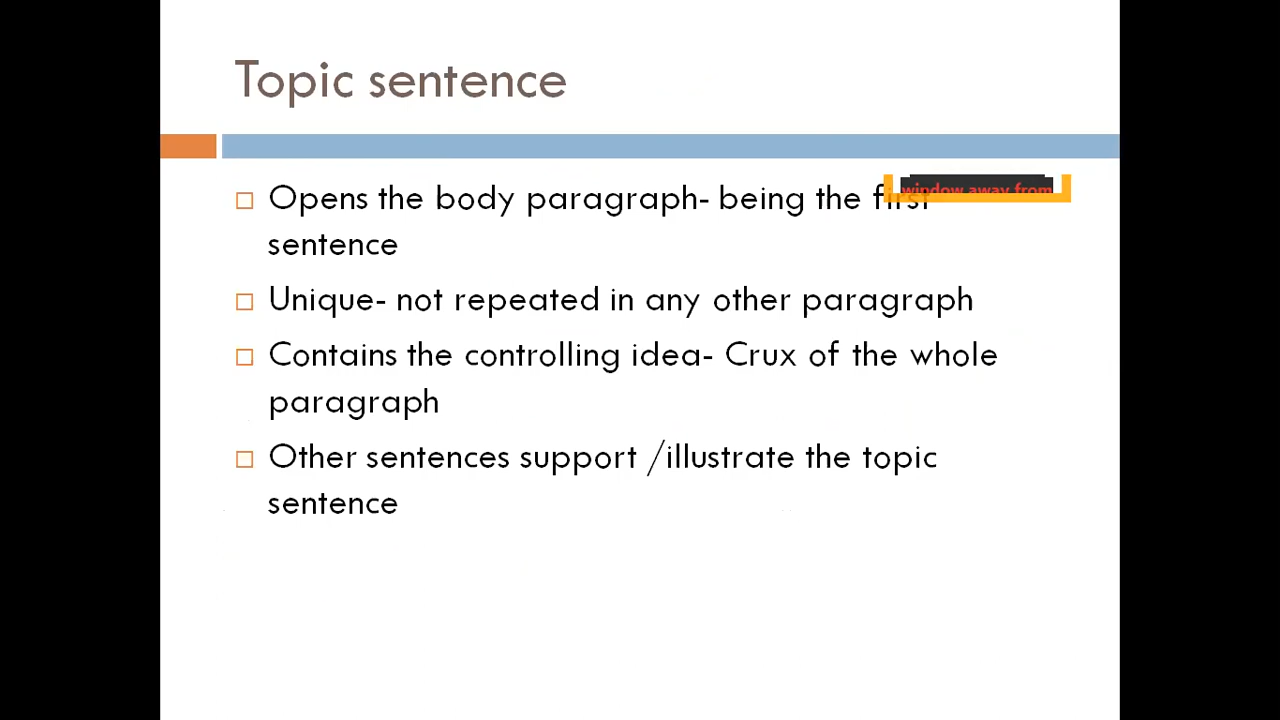 Topic sentence
Opens the body paragraph- being the first
sentence
Unique- not repeated in any other paragraph
Contains the controlling idea- Crux of the whole
paragraph
Other sentences support /illustrate the topic
sentence
window away from